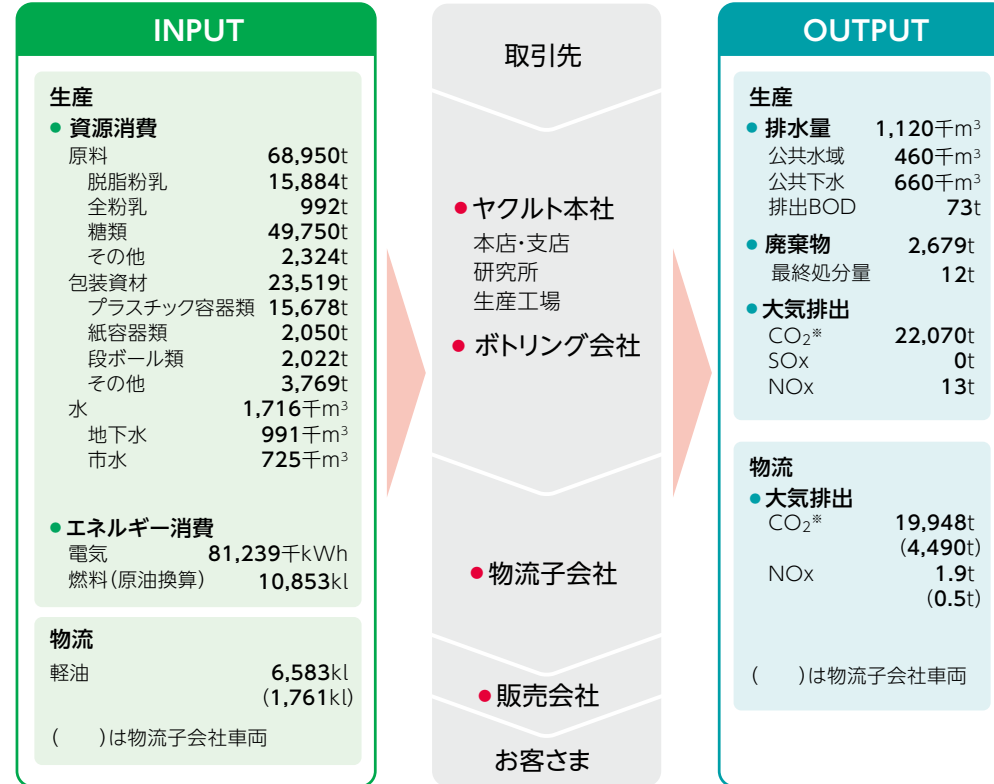 INPUT
生産
● 資源消費
原料 68,950t
脱脂粉乳 15,884t
全粉乳 992t
糖類 49,750t
その他 2,324t
包装資材 23,519t
プラスチック容器類 15,678t
紙容器類 2,050t
段ボール類 2,022t
その他 3,769t
水 1,716千m³
地下水 991千m³
市水 725千m³
● エネルギー消費
電気 81,239千kWh
燃料(原油換算) 10,853kl
物流
軽油 6,583kl
(1,761kl)
(　　)は物流子会社車両
取引先
● ヤクルト本社
本店・支店
研究所
生産工場
● ボトリング会社
● 物流子会社
● 販売会社
お客さま
OUTPUT
生産
● 排水量 1,120千m³
公共水域 460千m³
公共下水 660千m³
排出BOD 73t
● 廃棄物 2,679t
最終処分量 12t
● 大気排出
CO₂※ 22,070t
SOx 0t
NOx 13t
物流
● 大気排出
CO₂※ 19,948t
(4,490t)
NOx 1.9t
(0.5t)
(　　)は物流子会社車両